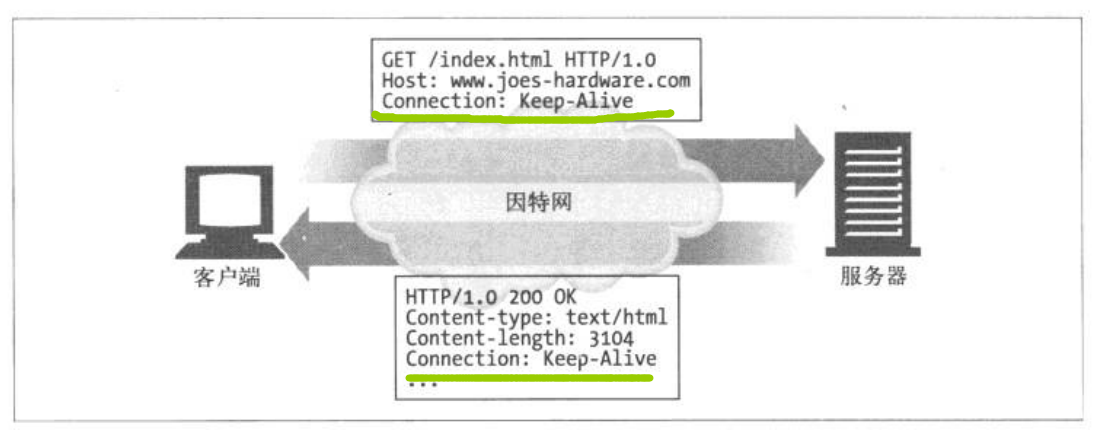 GET /index.html HTTP/1.0
Host: www.joes-hardware.com
Connection: Keep-Alive
因特网
客户端
服务器
HTTP/1.0 200 OK
Content-type: text/html
Content-length: 3104
Connection: Keep-Alive
...